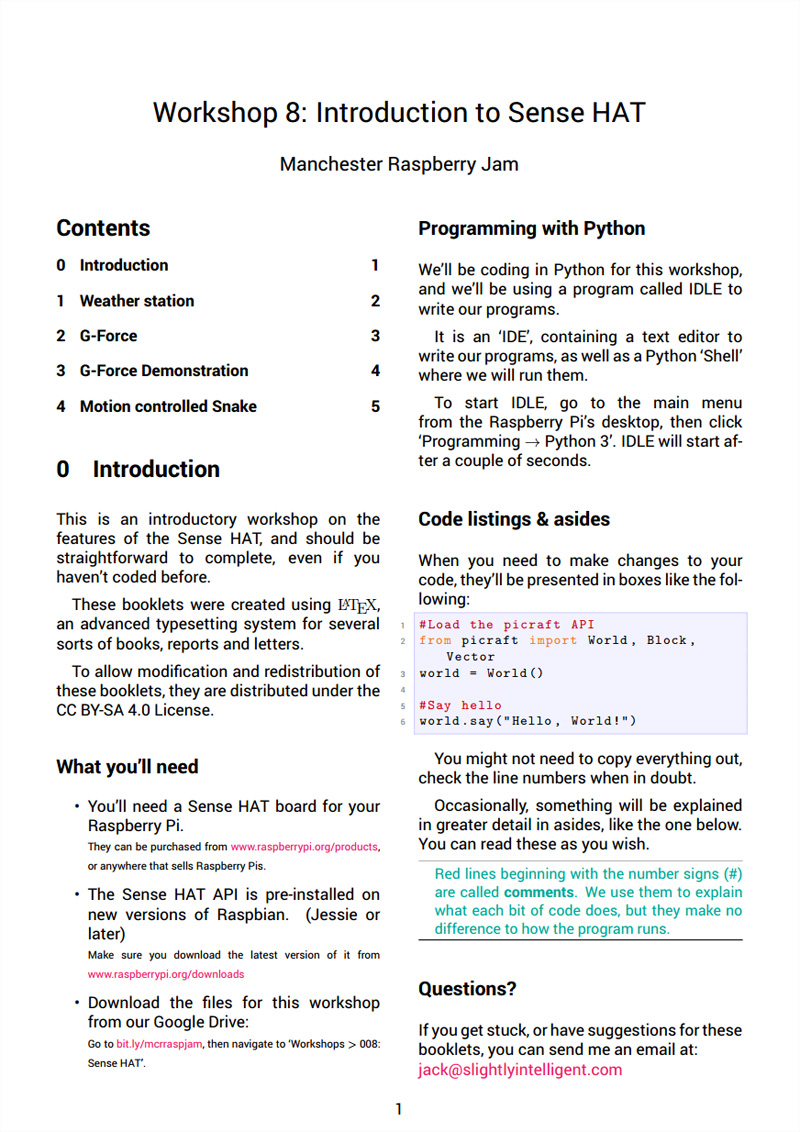 Workshop 8: Introduction to Sense HAT
Manchester Raspberry Jam
Contents
0 Introduction 1
1 Weather station 2
2 G-Force 3
3 G-Force Demonstration 4
4 Motion controlled Snake 5
0 Introduction
This is an introductory workshop on the
features of the Sense HAT, and should be
straightforward to complete, even if you
haven't coded before.
These booklets were created using LATEX,
an advanced typesetting system for several
sorts of books, reports and letters.
To allow modification and redistribution of
these booklets, they are distributed under the
CC BY-SA 4.0 License.
What you'll need
• You'll need a Sense HAT board for your
Raspberry Pi.
They can be purchased from www.raspberrypi.org/products,
or anywhere that sells Raspberry Pis.
• The Sense HAT API is pre-installed on
new versions of Raspbian. (Jessie or
later)
Make sure you download the latest version of it from
www.raspberrypi.org/downloads
• Download the files for this workshop
from our Google Drive:
Go to bit.ly/mcrraspjam, then navigate to 'Workshops > 008:
Sense HAT'.
Programming with Python
We'll be coding in Python for this workshop,
and we'll be using a program called IDLE to
write our programs.
It is an 'IDE', containing a text editor to
write our programs, as well as a Python 'Shell'
where we will run them.
To start IDLE, go to the main menu
from the Raspberry Pi's desktop, then click
'Programming → Python 3'. IDLE will start af-
ter a couple of seconds.
Code listings & asides
When you need to make changes to your
code, they'll be presented in boxes like the fol-
lowing:
1 #Load the picraft API
2 from picraft import World, Block,
Vector
3 world = World()
4
5 #Say hello
6 world.say("Hello, World!")
You might not need to copy everything out,
check the line numbers when in doubt.
Occasionally, something will be explained
in greater detail in asides, like the one below.
You can read these as you wish.
Red lines beginning with the number signs (#)
are called comments. We use them to explain
what each bit of code does, but they make no
difference to how the program runs.
Questions?
If you get stuck, or have suggestions for these
booklets, you can send me an email at:
jack@slightlyintelligent.com
1